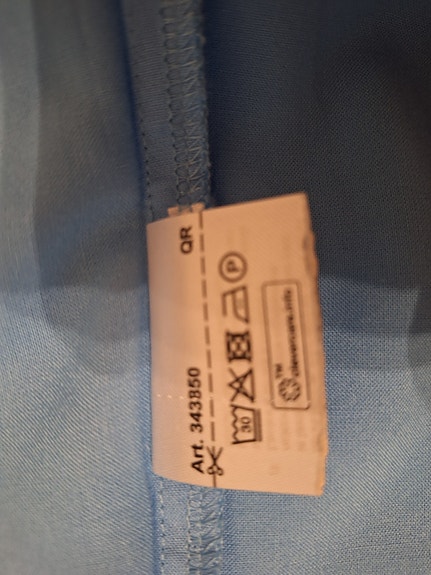 Art. 343850 QR
30 P
™
clevercare.info